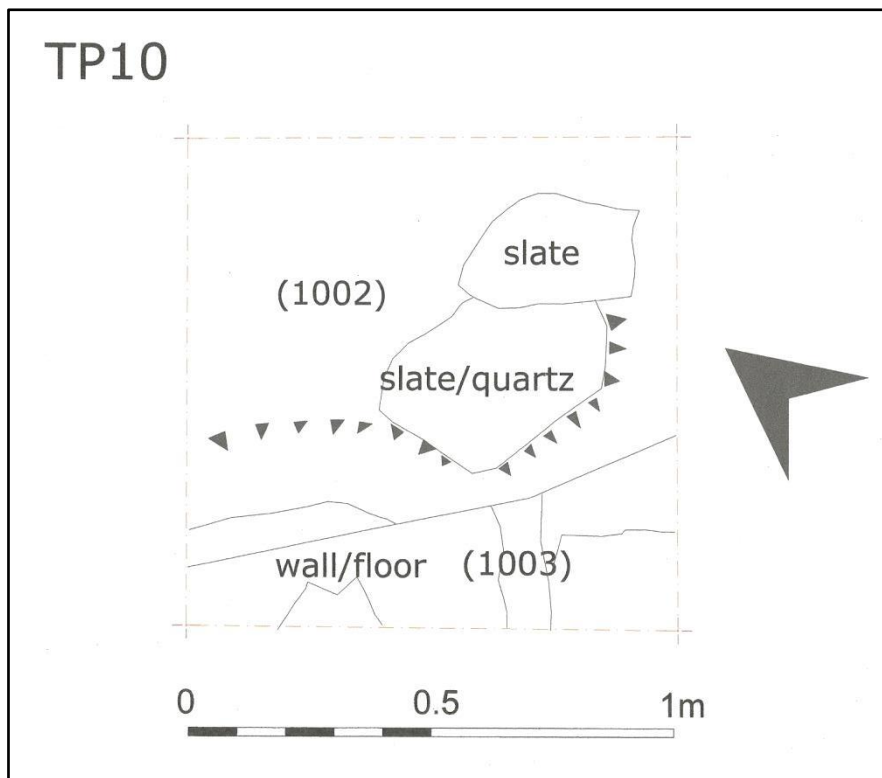 TP10
slate
(1002)
slate/quartz
wall/floor (1003)
0 0.5 1m